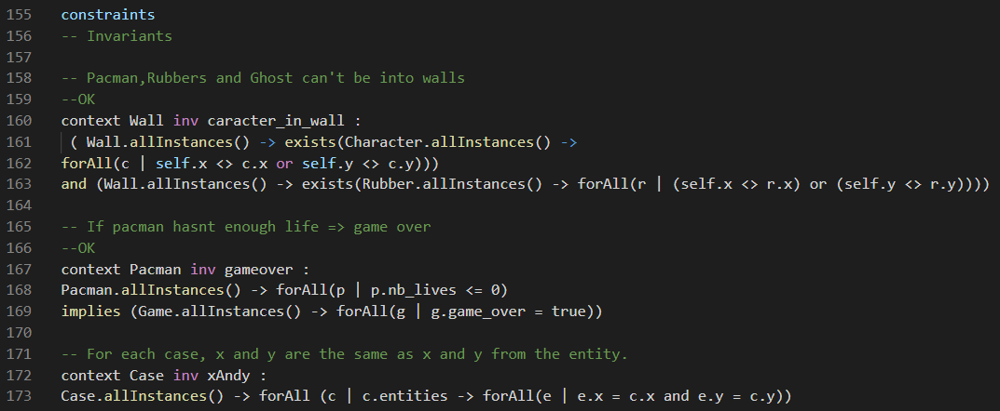 155 constraints
156 -- Invariants
157
158 -- Pacman,Rubbers and Ghost can't be into walls
159 --OK
160 context Wall inv caracter_in_wall :
161 ( Wall.allInstances() -> exists(Character.allInstances() ->
162 forAll(c | self.x <> c.x or self.y <> c.y)))
163 and (Wall.allInstances() -> exists(Rubber.allInstances() -> forAll(r | (self.x <> r.x) or (self.y <> r.y))))
164
165 -- If pacman hasnt enough life => game over
166 --OK
167 context Pacman inv gameover :
168 Pacman.allInstances() -> forAll(p | p.nb_lives <= 0)
169 implies (Game.allInstances() -> forAll(g | g.game_over = true))
170
171 -- For each case, x and y are the same as x and y from the entity.
172 context Case inv xAndy :
173 Case.allInstances() -> forAll (c | c.entities -> forAll(e | e.x = c.x and e.y = c.y))